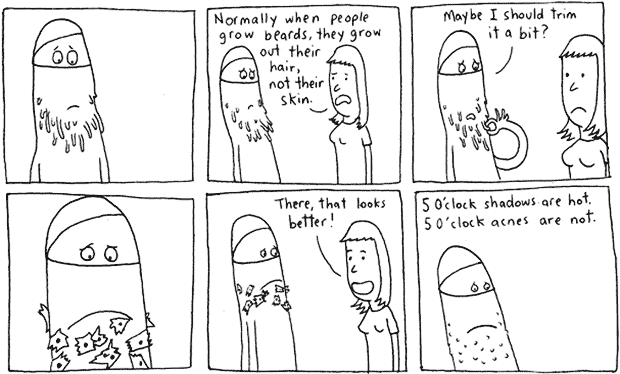 Normally when people
grow beards, they grow
out their
hair,
not their
skin.
Maybe I should trim
it a bit?
There, that looks
better!
5 O'clock shadows are hot.
5 O'clock acnes are not.